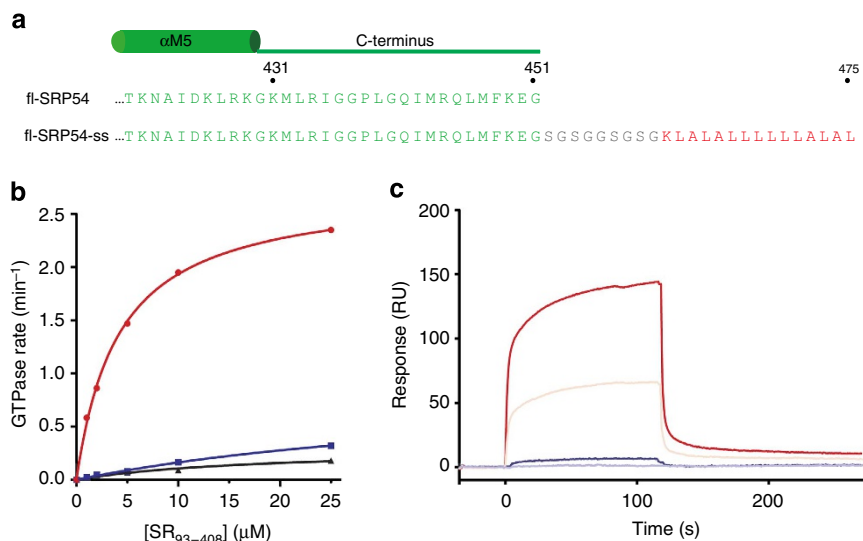 a
αM5 C-terminus
431 451 475
fl-SRP54 ...TKNAIDKLRKGKMLRIGGPLGQIMRQLMFKEG
fl-SRP54-ss ...TKNAIDKLRKGKMLRIGGPLGQIMRQLMFKEGSGSGGSGSGKLALALLLLLLALAL
b
GTPase rate (min⁻¹)
2.5
2.0
1.5
1.0
0.5
0.0
0 5 10 15 20 25
[SR₉₃₋₄₀₈] (μM)
c
Response (RU)
200
150
100
50
0
0 100 200
Time (s)